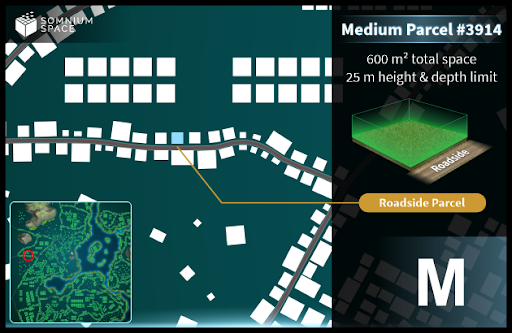 SOMNIUM
SPACE
Medium Parcel #3914
600 m² total space
25 m height & depth limit
Roadside
Roadside Parcel
M